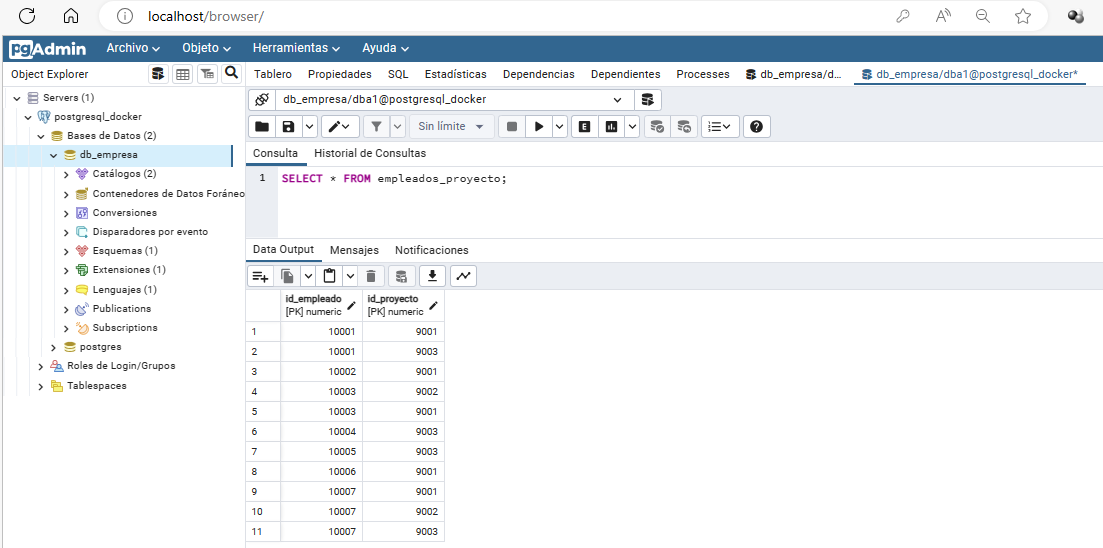 localhost/browser/
pgAdmin Archivo Objeto Herramientas Ayuda
Object Explorer
Tablero Propiedades SQL Estadísticas Dependencias Dependientes Processes db_empresa/d... db_empresa/dba1@postgresql_docker*
Servers (1)
postgresql_docker
Bases de Datos (2)
db_empresa
Catálogos (2)
Contenedores de Datos Foráneo
Conversiones
Disparadores por evento
Esquemas (1)
Extensiones (1)
Lenguajes (1)
Publications
Subscriptions
postgres
Roles de Login/Grupos
Tablespaces
db_empresa/dba1@postgresql_docker
Sin límite
E
Consulta Historial de Consultas
1 SELECT * FROM empleados_proyecto;
Data Output Mensajes Notificaciones
id_empleado id_proyecto
[PK] numeric [PK] numeric
1 10001 9001
2 10001 9003
3 10002 9001
4 10003 9002
5 10003 9001
6 10004 9003
7 10005 9003
8 10006 9001
9 10007 9001
10 10007 9002
11 10007 9003